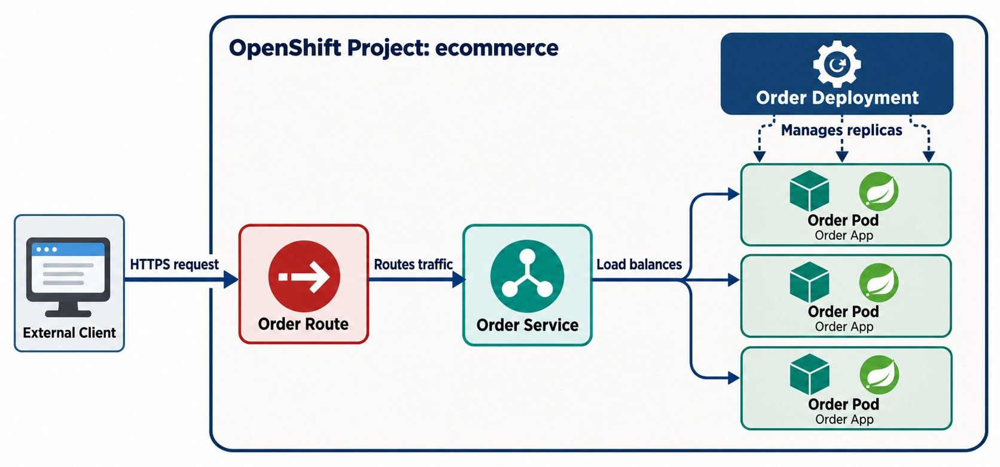 OpenShift Project: ecommerce
Order Deployment
Manages replicas
External Client
HTTPS request
Order Route
Routes traffic
Order Service
Load balances
Order Pod
Order App
Order Pod
Order App
Order Pod
Order App